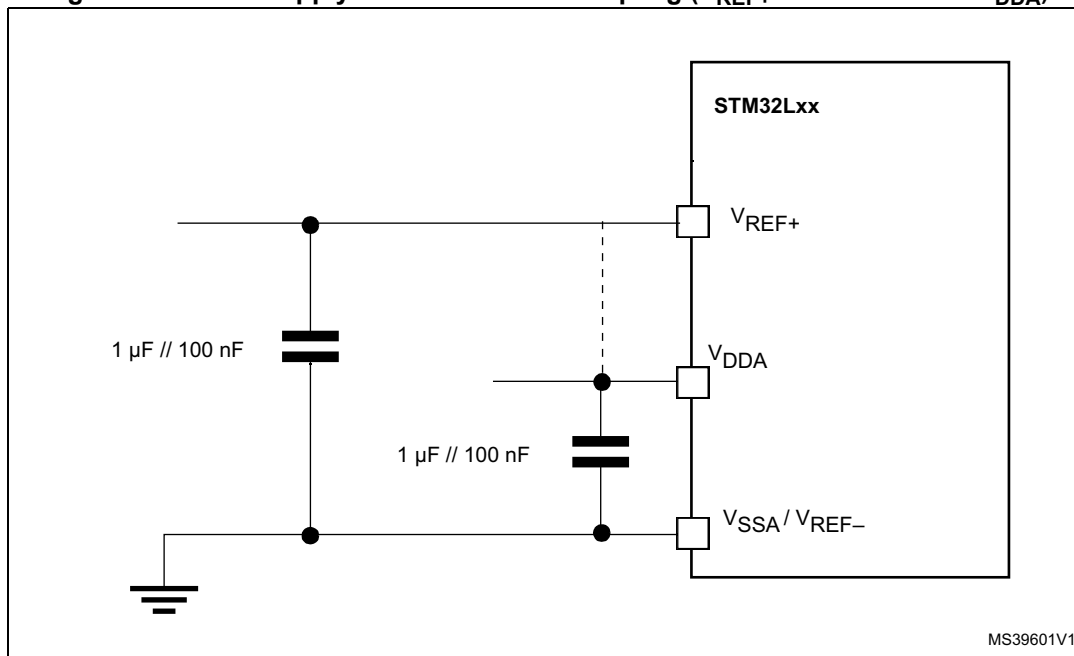 STM32Lxx
VREF+
1 µF // 100 nF
VDDA
1 µF // 100 nF
VSSA / VREF–
MS39601V1